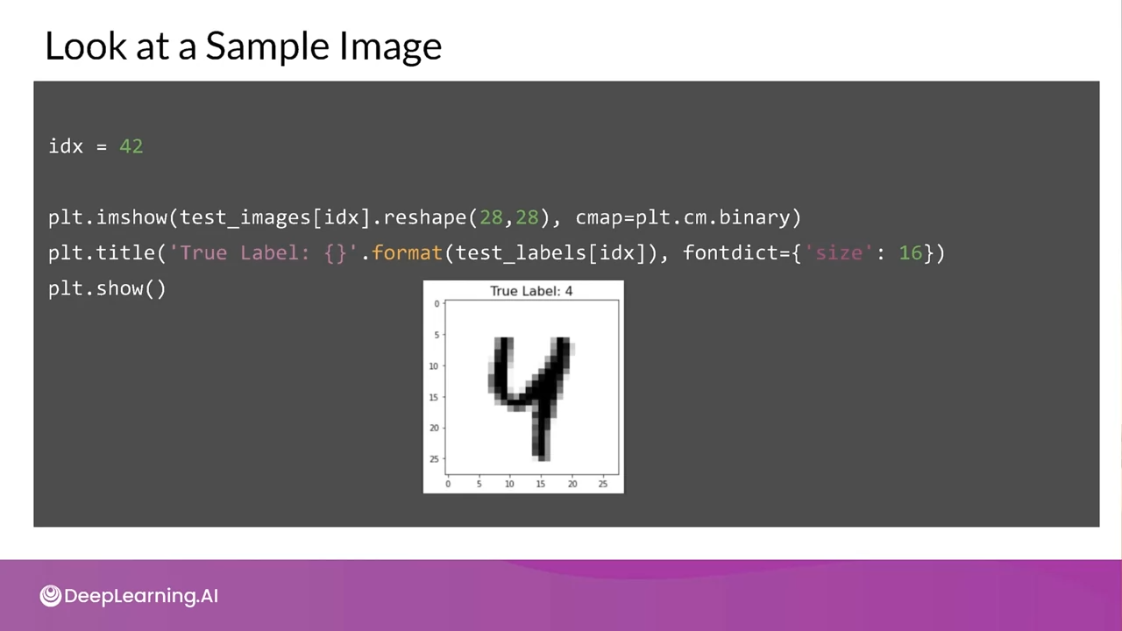 Look at a Sample Image
idx = 42
plt.imshow(test_images[idx].reshape(28,28), cmap=plt.cm.binary)
plt.title('True Label: {}'.format(test_labels[idx]), fontdict={'size': 16})
plt.show()
True Label: 4
0
5
10
15
20
25
0 5 10 15 20 25
DeepLearning.AI